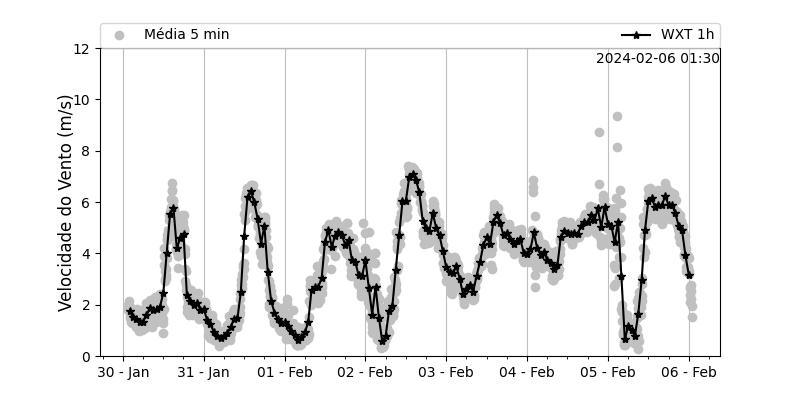 Média 5 min
WXT 1h
2024-02-06 01:30
Velocidade do Vento (m/s)
12
10
8
6
4
2
0
30 - Jan
31 - Jan
01 - Feb
02 - Feb
03 - Feb
04 - Feb
05 - Feb
06 - Feb